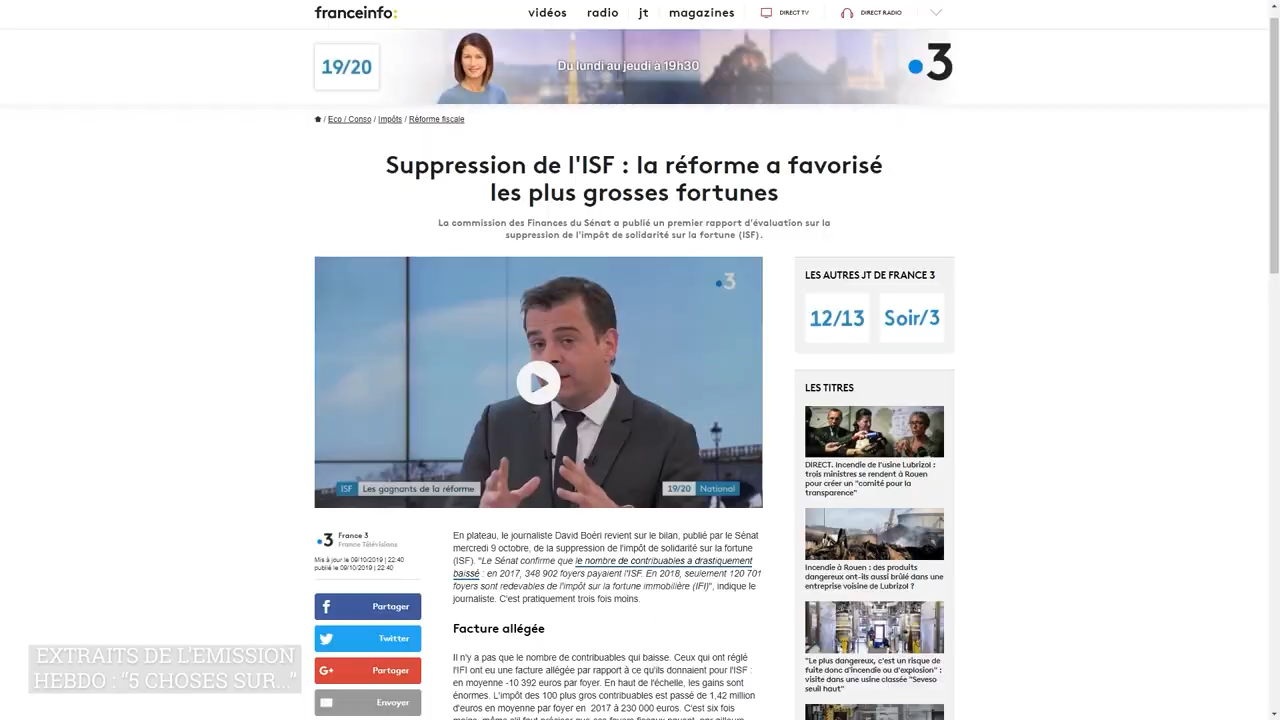 franceinfo:
vidéos
radio
jt
magazines
DIRECT TV
DIRECT RADIO
19/20
Du lundi au jeudi à 19h30
3
/ Eco / Conso / Impôts / Réforme fiscale
Suppression de l'ISF : la réforme a favorisé
les plus grosses fortunes
La commission des Finances du Sénat a publié un premier rapport d'évaluation sur la
suppression de l'impôt de solidarité sur la fortune (ISF).
3
ISF
Les gagnants de la réforme
19/20
National
LES AUTRES JT DE FRANCE 3
12/13
Soir/3
LES TITRES
DIRECT. Incendie de l'usine Lubrizol :
trois ministres se rendent à Rouen
pour créer un "comité pour la
transparence"
Incendie à Rouen : des produits
dangereux ont-ils aussi brûlé dans une
entreprise voisine de Lubrizol ?
"Le plus dangereux, c'est un risque de
fuite donc d'incendie ou d'explosion" :
visite dans une usine classée "Seveso
seuil haut"
3
France 3
France Télévisions
Mis à jour le 09/10/2019 | 22:40
publié le 09/10/2019 | 22:40
Partager
Twitter
Partager
Envoyer
En plateau, le journaliste David Boéri revient sur le bilan, publié par le Sénat
mercredi 9 octobre, de la suppression de l'impôt de solidarité sur la fortune
(ISF). "Le Sénat confirme que le nombre de contribuables a drastiquement
baissé : en 2017, 348 902 foyers payaient l'ISF. En 2018, seulement 120 701
foyers sont redevables de l'impôt sur la fortune immobilière (IFI)", indique le
journaliste. C'est pratiquement trois fois moins.
Facture allégée
Il n'y a pas que le nombre de contribuables qui baisse. Ceux qui ont réglé
l'IFI ont eu une facture allégée par rapport à ce qu'ils donnaient pour l'ISF :
en moyenne -10 392 euros par foyer. En haut de l'échelle, les gains sont
énormes. L'impôt des 100 plus gros contribuables est passé de 1,42 million
d'euros en moyenne par foyer en 2017 à 230 000 euros. C'est six fois
EXTRAITS DE L'EMISSION
HEBDO : "5 CHOSES SUR..."